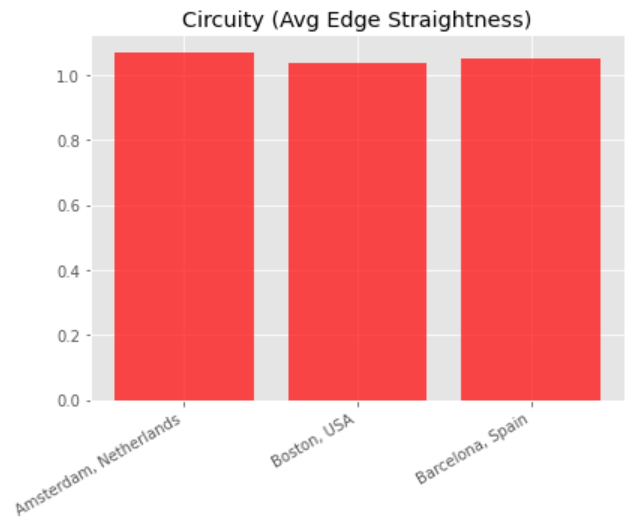 Circuity (Avg Edge Straightness)
1.0
0.8
0.6
0.4
0.2
0.0
Amsterdam, Netherlands
Boston, USA
Barcelona, Spain